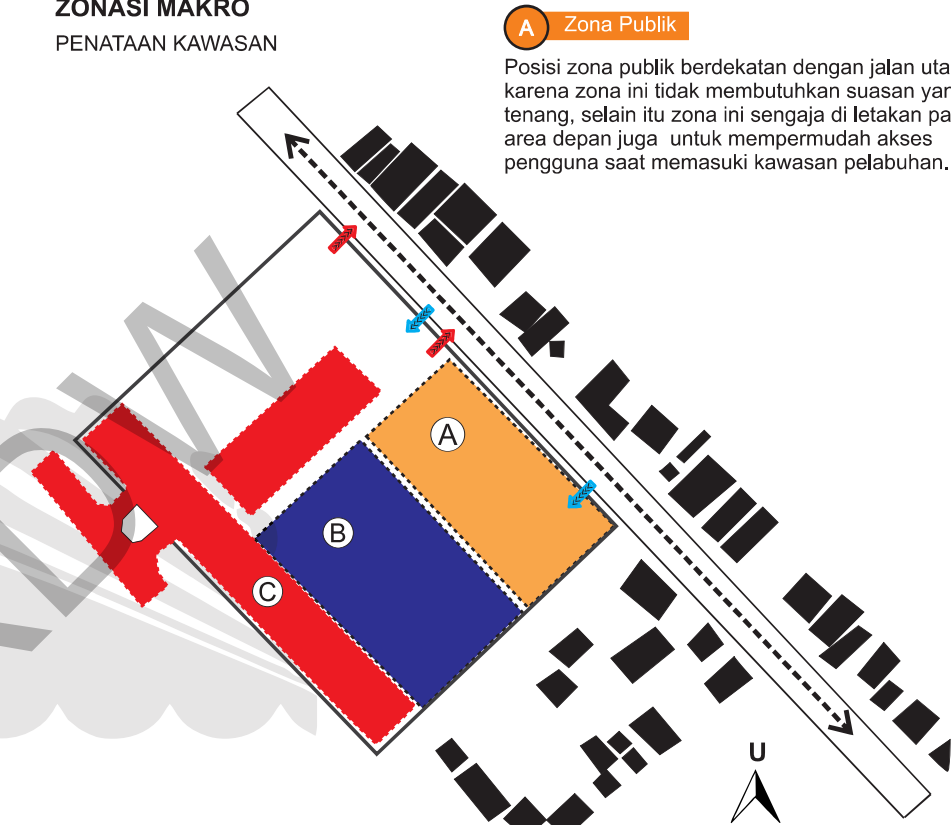 ZONASI MAKRO
PENATAAN KAWASAN
A Zona Publik
Posisi zona publik berdekatan dengan jalan uta
karena zona ini tidak membutuhkan suasan yan
tenang, selain itu zona ini sengaja di letakan pa
area depan juga untuk mempermudah akses
pengguna saat memasuki kawasan pelabuhan.
A
B
C
U